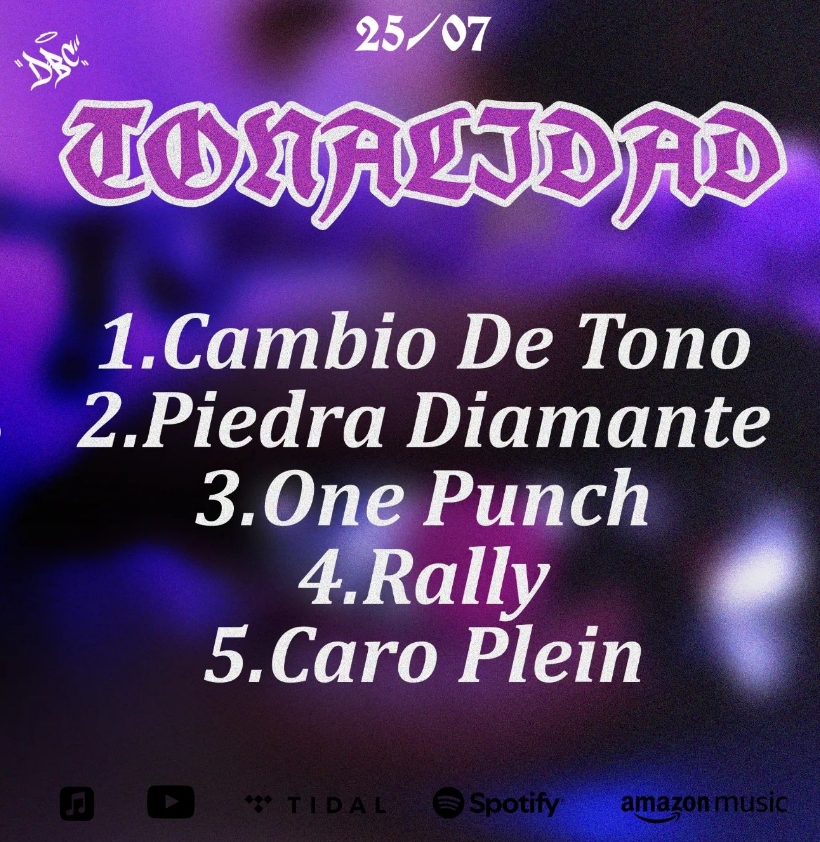 25/07
"DBC"
TONALIDAD
1.Cambio De Tono
2.Piedra Diamante
3.One Punch
4.Rally
5.Caro Plein
TIDAL Spotify amazon music